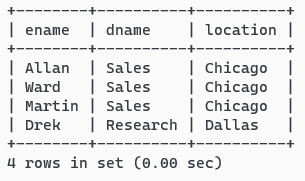 +--------+----------+----------+
| ename  | dname    | location |
+--------+----------+----------+
| Allan  | Sales    | Chicago  |
| Ward   | Sales    | Chicago  |
| Martin | Sales    | Chicago  |
| Drek   | Research | Dallas   |
+--------+----------+----------+
4 rows in set (0.00 sec)